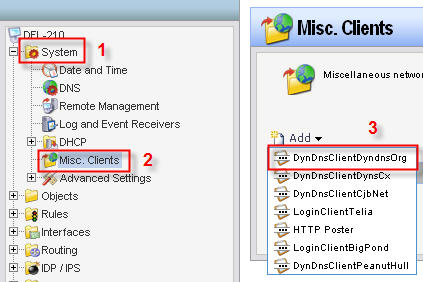 DFL-210
System
1
Date and Time
DNS
Remote Management
Log and Event Receivers
DHCP
Misc. Clients
2
Advanced Settings
Objects
Rules
Interfaces
Routing
IDP / IPS
Misc. Clients
Miscellaneous netwo
Add
3
DynDnsClientDyndnsOrg
DynDnsClientDynsCx
DynDnsClientCjbNet
LoginClientTelia
HTTP Poster
LoginClientBigPond
DynDnsClientPeanutHull